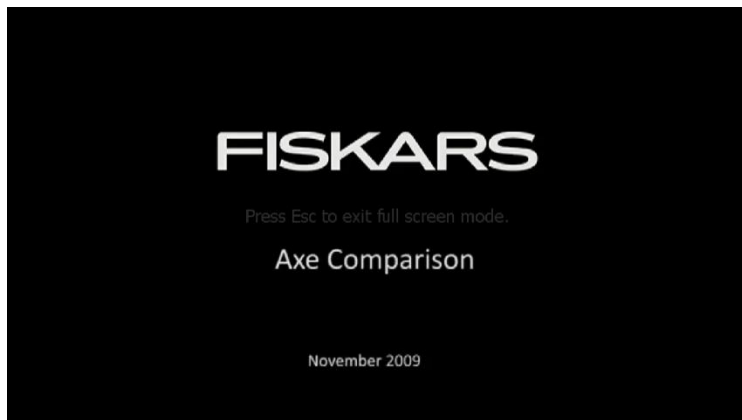 FISKARS
Press Esc to exit full screen mode.
Axe Comparison
November 2009